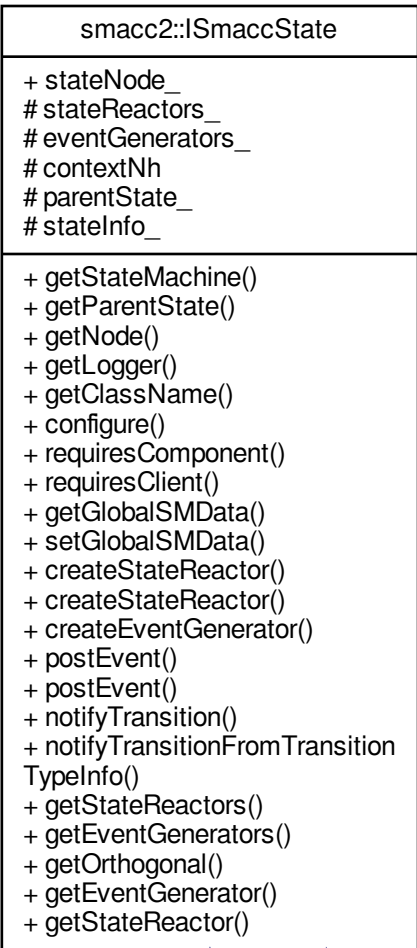 smacc2::ISmaccState
+ stateNode_
# stateReactors_
# eventGenerators_
# contextNh
# parentState_
# stateInfo_
+ getStateMachine()
+ getParentState()
+ getNode()
+ getLogger()
+ getClassName()
+ configure()
+ requiresComponent()
+ requiresClient()
+ getGlobalSMData()
+ setGlobalSMData()
+ createStateReactor()
+ createStateReactor()
+ createEventGenerator()
+ postEvent()
+ postEvent()
+ notifyTransition()
+ notifyTransitionFromTransition
TypeInfo()
+ getStateReactors()
+ getEventGenerators()
+ getOrthogonal()
+ getEventGenerator()
+ getStateReactor()